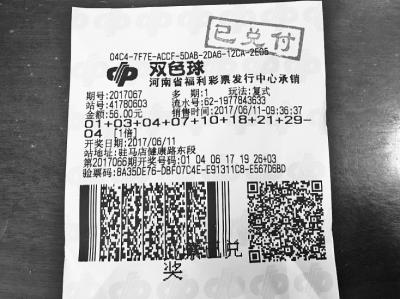 已兑付
04C4-7F7E-ACCF-5DAB-2DA6-12CA-2E05
双色球
河南省福利彩票发行中心承销
期号:2017067 多 期:1 玩法:复式
站号:41780603 流水号:62-1977843633
金额:56.00元 销售时间:2017/06/11-09:36:37
01+03+04+07+10+18+21+29-
04 [1倍]
开奖日期:2017/06/11
站地址:驻马店健康路东段
第2017066期开奖号码:01 04 06 17 19 26+03
验票码:8A35DE76-D8F07C4E-E91311C8-E567D6BD
兑
奖